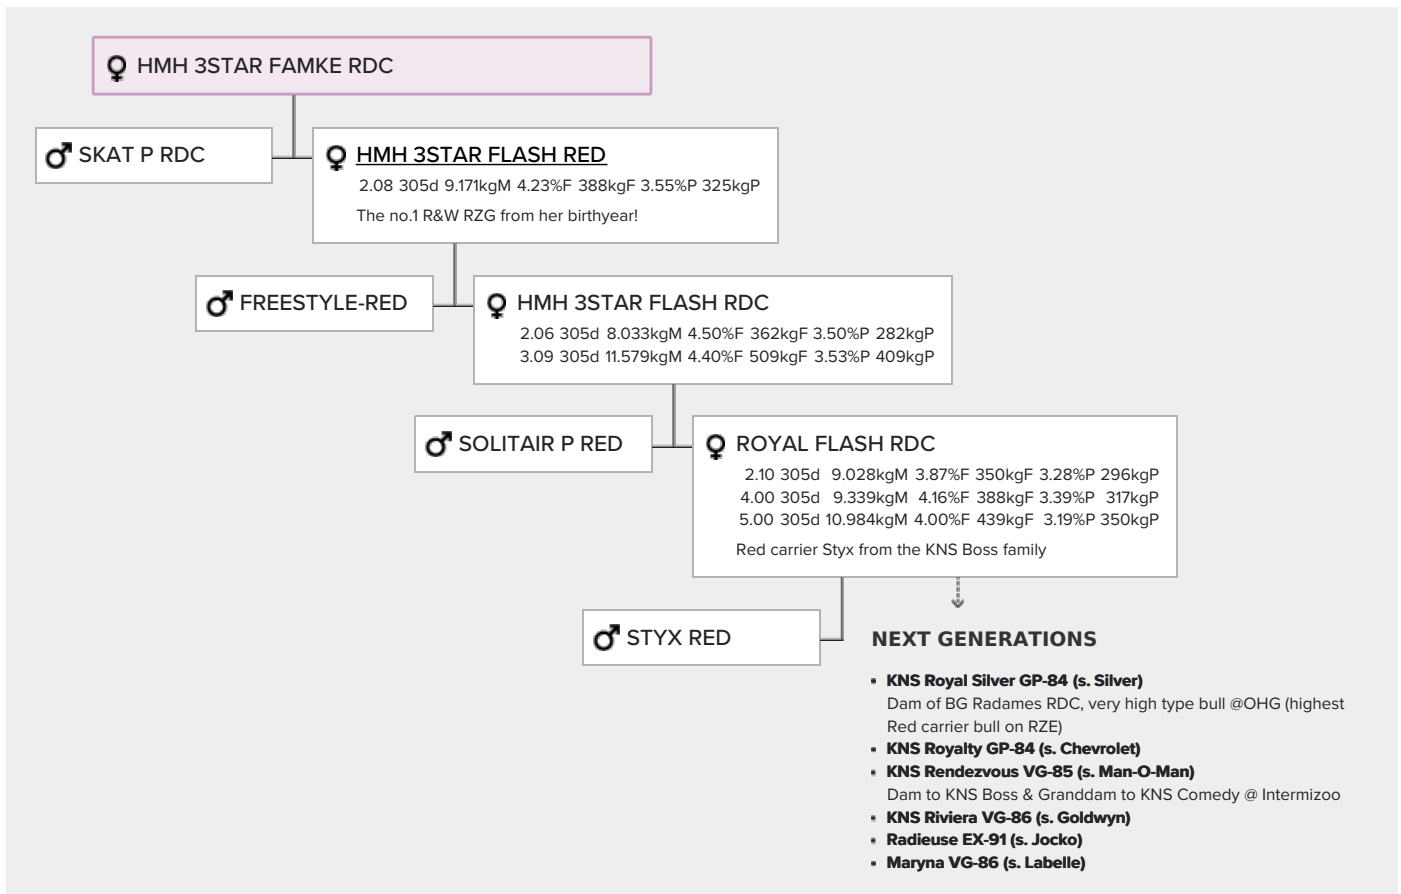 HMH 3STAR FAMKE RDC
SKAT P RDC
HMH 3STAR FLASH RED
2.08 305d 9.171kgM 4.23%F 388kgF 3.55%P 325kgP
The no.1 R&W RZG from her birthyear!
FREESTYLE-RED
HMH 3STAR FLASH RDC
2.06 305d 8.033kgM 4.50%F 362kgF 3.50%P 282kgP
3.09 305d 11.579kgM 4.40%F 509kgF 3.53%P 409kgP
SOLITAIR P RED
ROYAL FLASH RDC
2.10 305d 9.028kgM 3.87%F 350kgF 3.28%P 296kgP
4.00 305d 9.339kgM 4.16%F 388kgF 3.39%P 317kgP
5.00 305d 10.984kgM 4.00%F 439kgF 3.19%P 350kgP
Red carrier Styx from the KNS Boss family
STYX RED
NEXT GENERATIONS
KNS Royal Silver GP-84 (s. Silver)
Dam of BG Radames RDC, very high type bull @OHG (highest
Red carrier bull on RZE)
KNS Royalty GP-84 (s. Chevrolet)
KNS Rendezvous VG-85 (s. Man-O-Man)
Dam to KNS Boss & Granddam to KNS Comedy @ Intermizoo
KNS Riviera VG-86 (s. Goldwyn)
Radieuse EX-91 (s. Jocko)
Maryna VG-86 (s. Labelle)